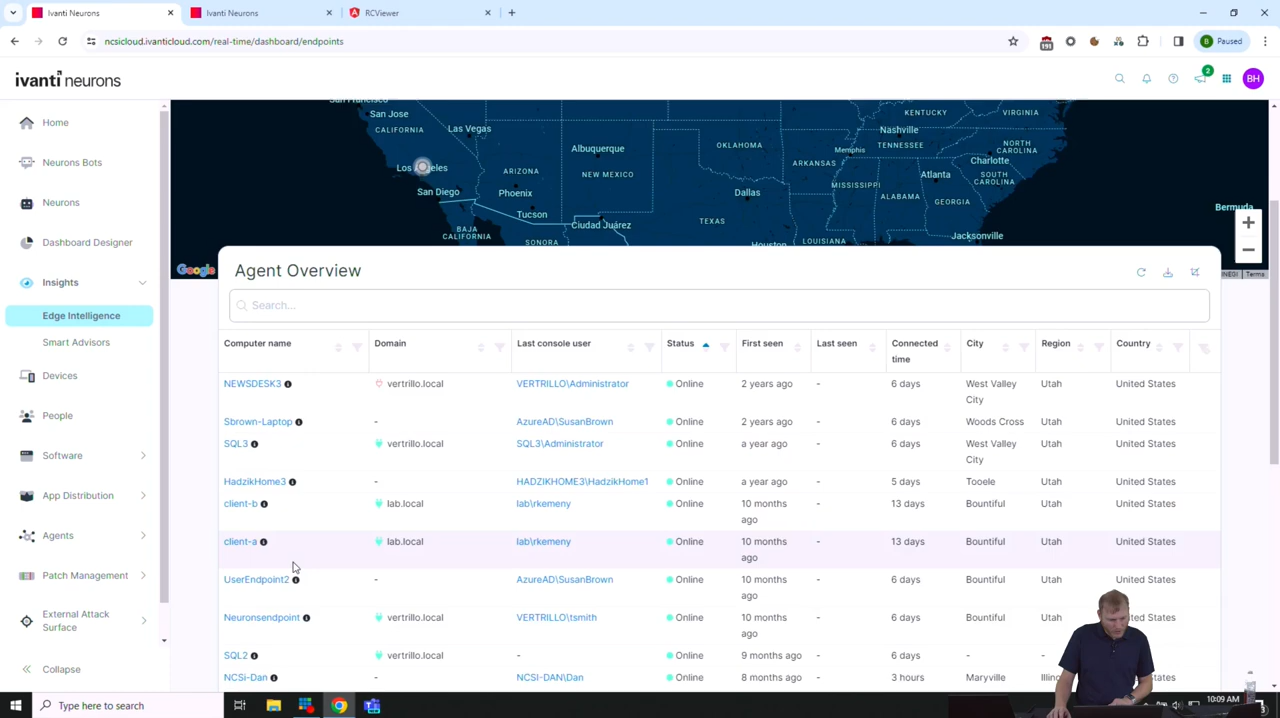 Ivanti Neurons
Ivanti Neurons
RCViewer
ncsicloud.ivanticloud.com/real-time/dashboard/endpoints
191
B Paused
ivanti neurons
2
BH
Home
Neurons Bots
Neurons
Dashboard Designer
Insights
Edge Intelligence
Smart Advisors
Devices
People
Software
App Distribution
Agents
Patch Management
External Attack
Surface
Collapse
San Jose
CALIFORNIA
Las Vegas
Los Angeles
San Diego
BAJA
CALIFORNIA
ARIZONA
Phoenix
Tucson
SONORA
Albuquerque
NEW MEXICO
Ciudad Juárez
OKLAHOMA
Dallas
TEXAS
Houston
KENTUCKY
VIRGINIA
Nashville
TENNESSEE
Memphis
ARKANSAS
MISSISSIPPI
ALABAMA
LOUISIANA
NORTH
CAROLINA
Charlotte
SOUTH
CAROLINA
Atlanta
GEORGIA
Jacksonville
Bermuda
Google
INEGI
Terms
Agent Overview
Search...
Computer name Domain Last console user Status First seen Last seen Connected time City Region Country
NEWSDESK3 vertrillo.local VERTRILLO\Administrator Online 2 years ago - 6 days West Valley City Utah United States
Sbrown-Laptop - AzureAD\SusanBrown Online 2 years ago - 6 days Woods Cross Utah United States
SQL3 vertrillo.local SQL3\Administrator Online a year ago - 6 days West Valley City Utah United States
HadzikHome3 - HADZIKHOME3\HadzikHome1 Online a year ago - 5 days Tooele Utah United States
client-b lab.local lab\rkemeny Online 10 months ago - 13 days Bountiful Utah United States
client-a lab.local lab\rkemeny Online 10 months ago - 13 days Bountiful Utah United States
UserEndpoint2 - AzureAD\SusanBrown Online 10 months ago - 6 days Bountiful Utah United States
Neuronsendpoint vertrillo.local VERTRILLO\tsmith Online 10 months ago - 6 days Bountiful Utah United States
SQL2 vertrillo.local - Online 9 months ago - 6 days - -
NCSi-Dan - NCSI-DAN\Dan Online 8 months ago - 3 hours Maryville United States
Type here to search
10:09 AM